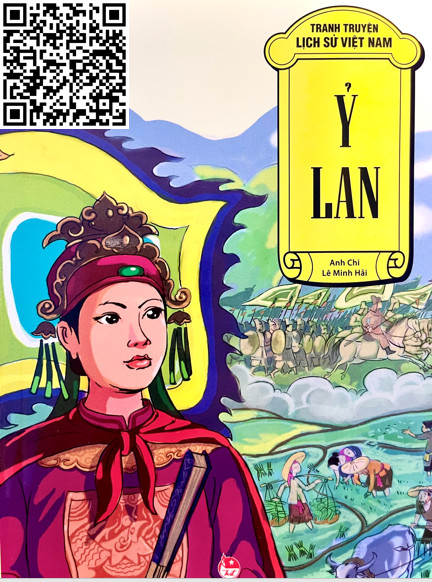 TRANH TRUYỆN
LỊCH SỬ VIỆT NAM
Ỷ
LAN
Anh Chi
Lê Minh Hải